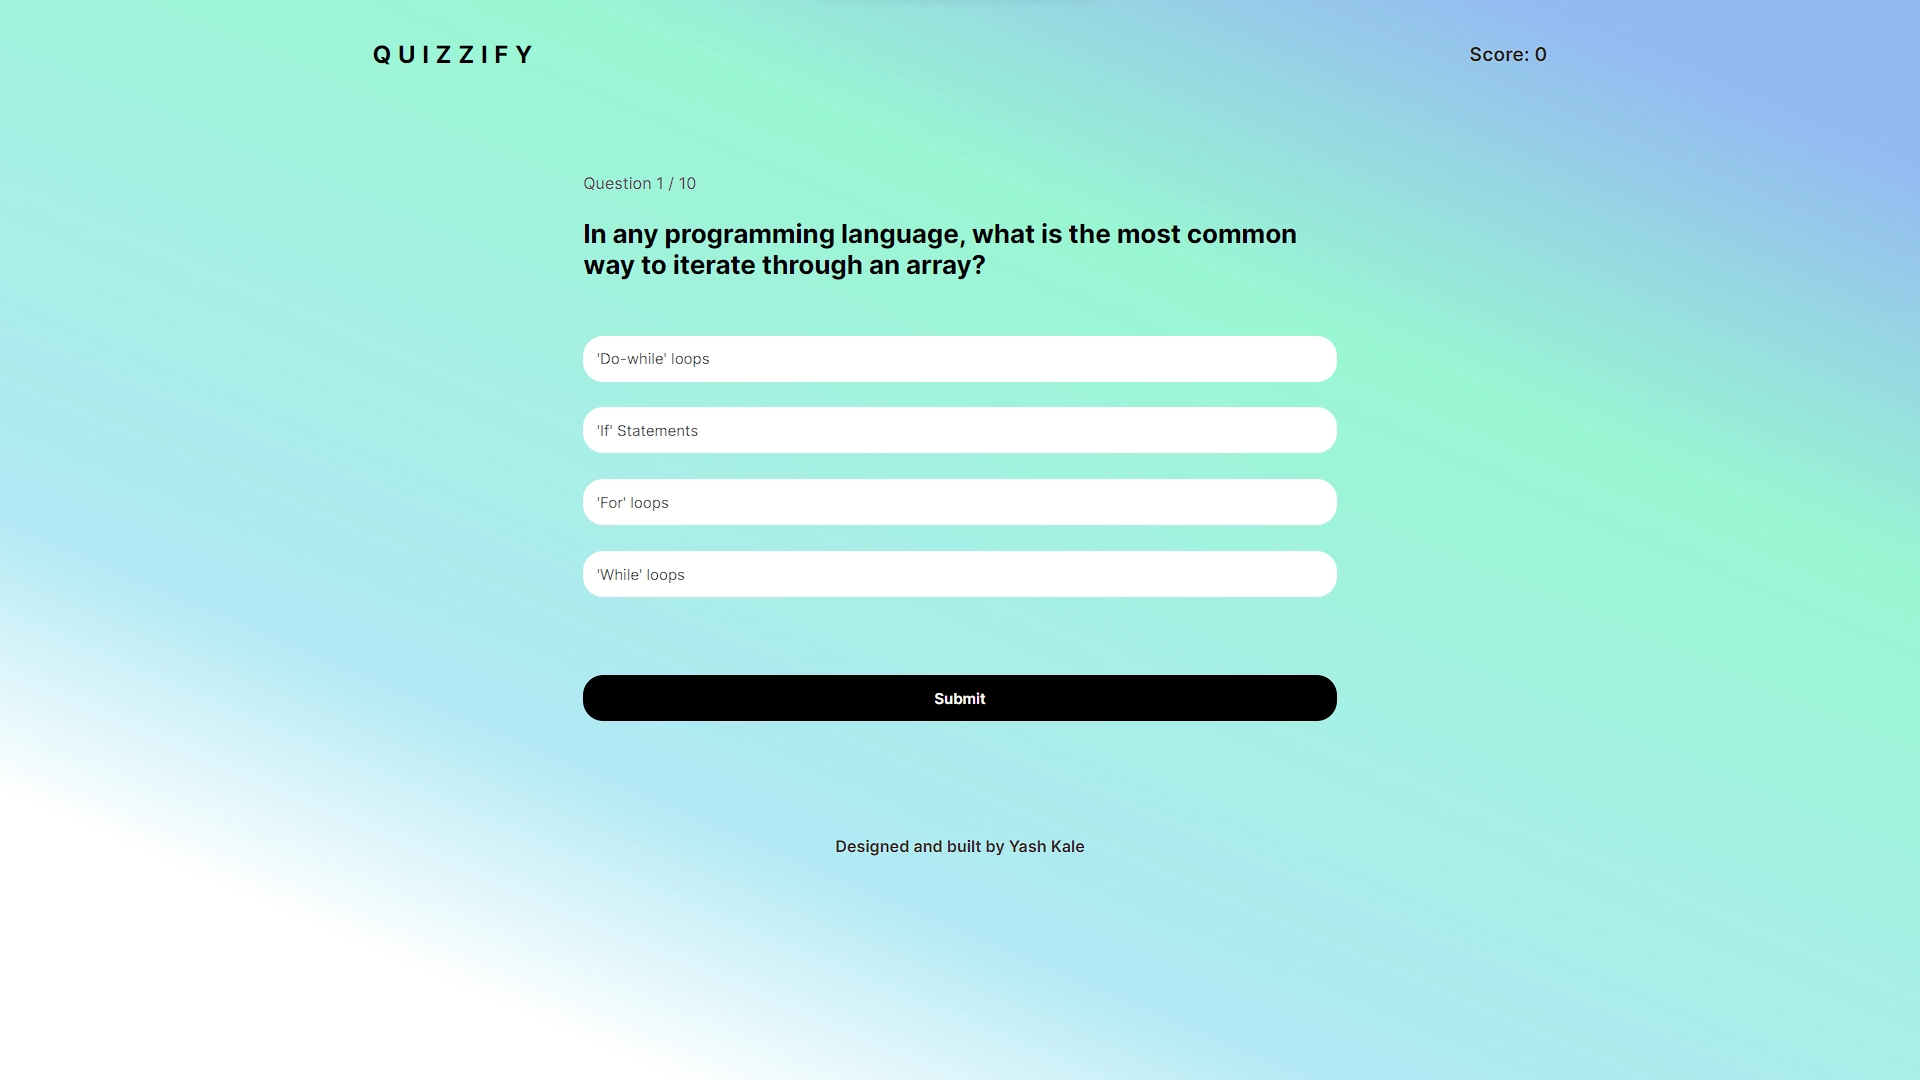 QUIZZIFY
Score: 0
Question 1 / 10
In any programming language, what is the most common
way to iterate through an array?
'Do-while' loops
'If' Statements
'For' loops
'While' loops
Submit
Designed and built by Yash Kale